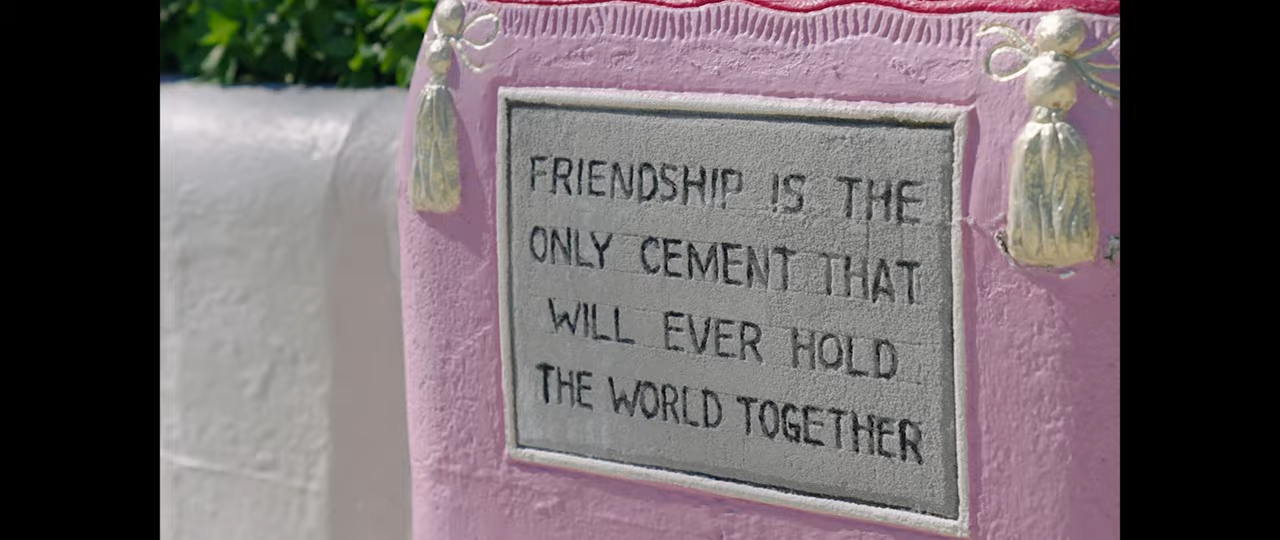 FRIENDSHIP IS THE
ONLY CEMENT THAT
WILL EVER HOLD
THE WORLD TOGETHER